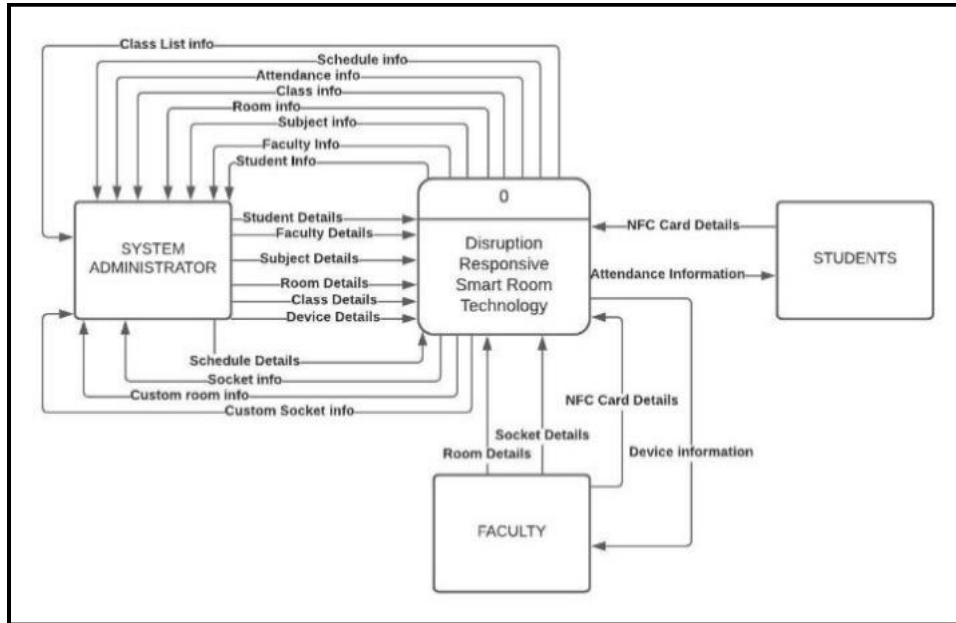 Class List info
Schedule info
Attendance info
Class info
Room info
Subject info
Faculty Info
Student Info
0
Disruption
Responsive
Smart Room
Technology
SYSTEM
ADMINISTRATOR
Student Details
Faculty Details
Subject Details
Room Details
Class Details
Device Details
Schedule Details
Socket info
Custom room info
Custom Socket info
NFC Card Details
Attendance Information
STUDENTS
NFC Card Details
Socket Details
Room Details
Device information
FACULTY